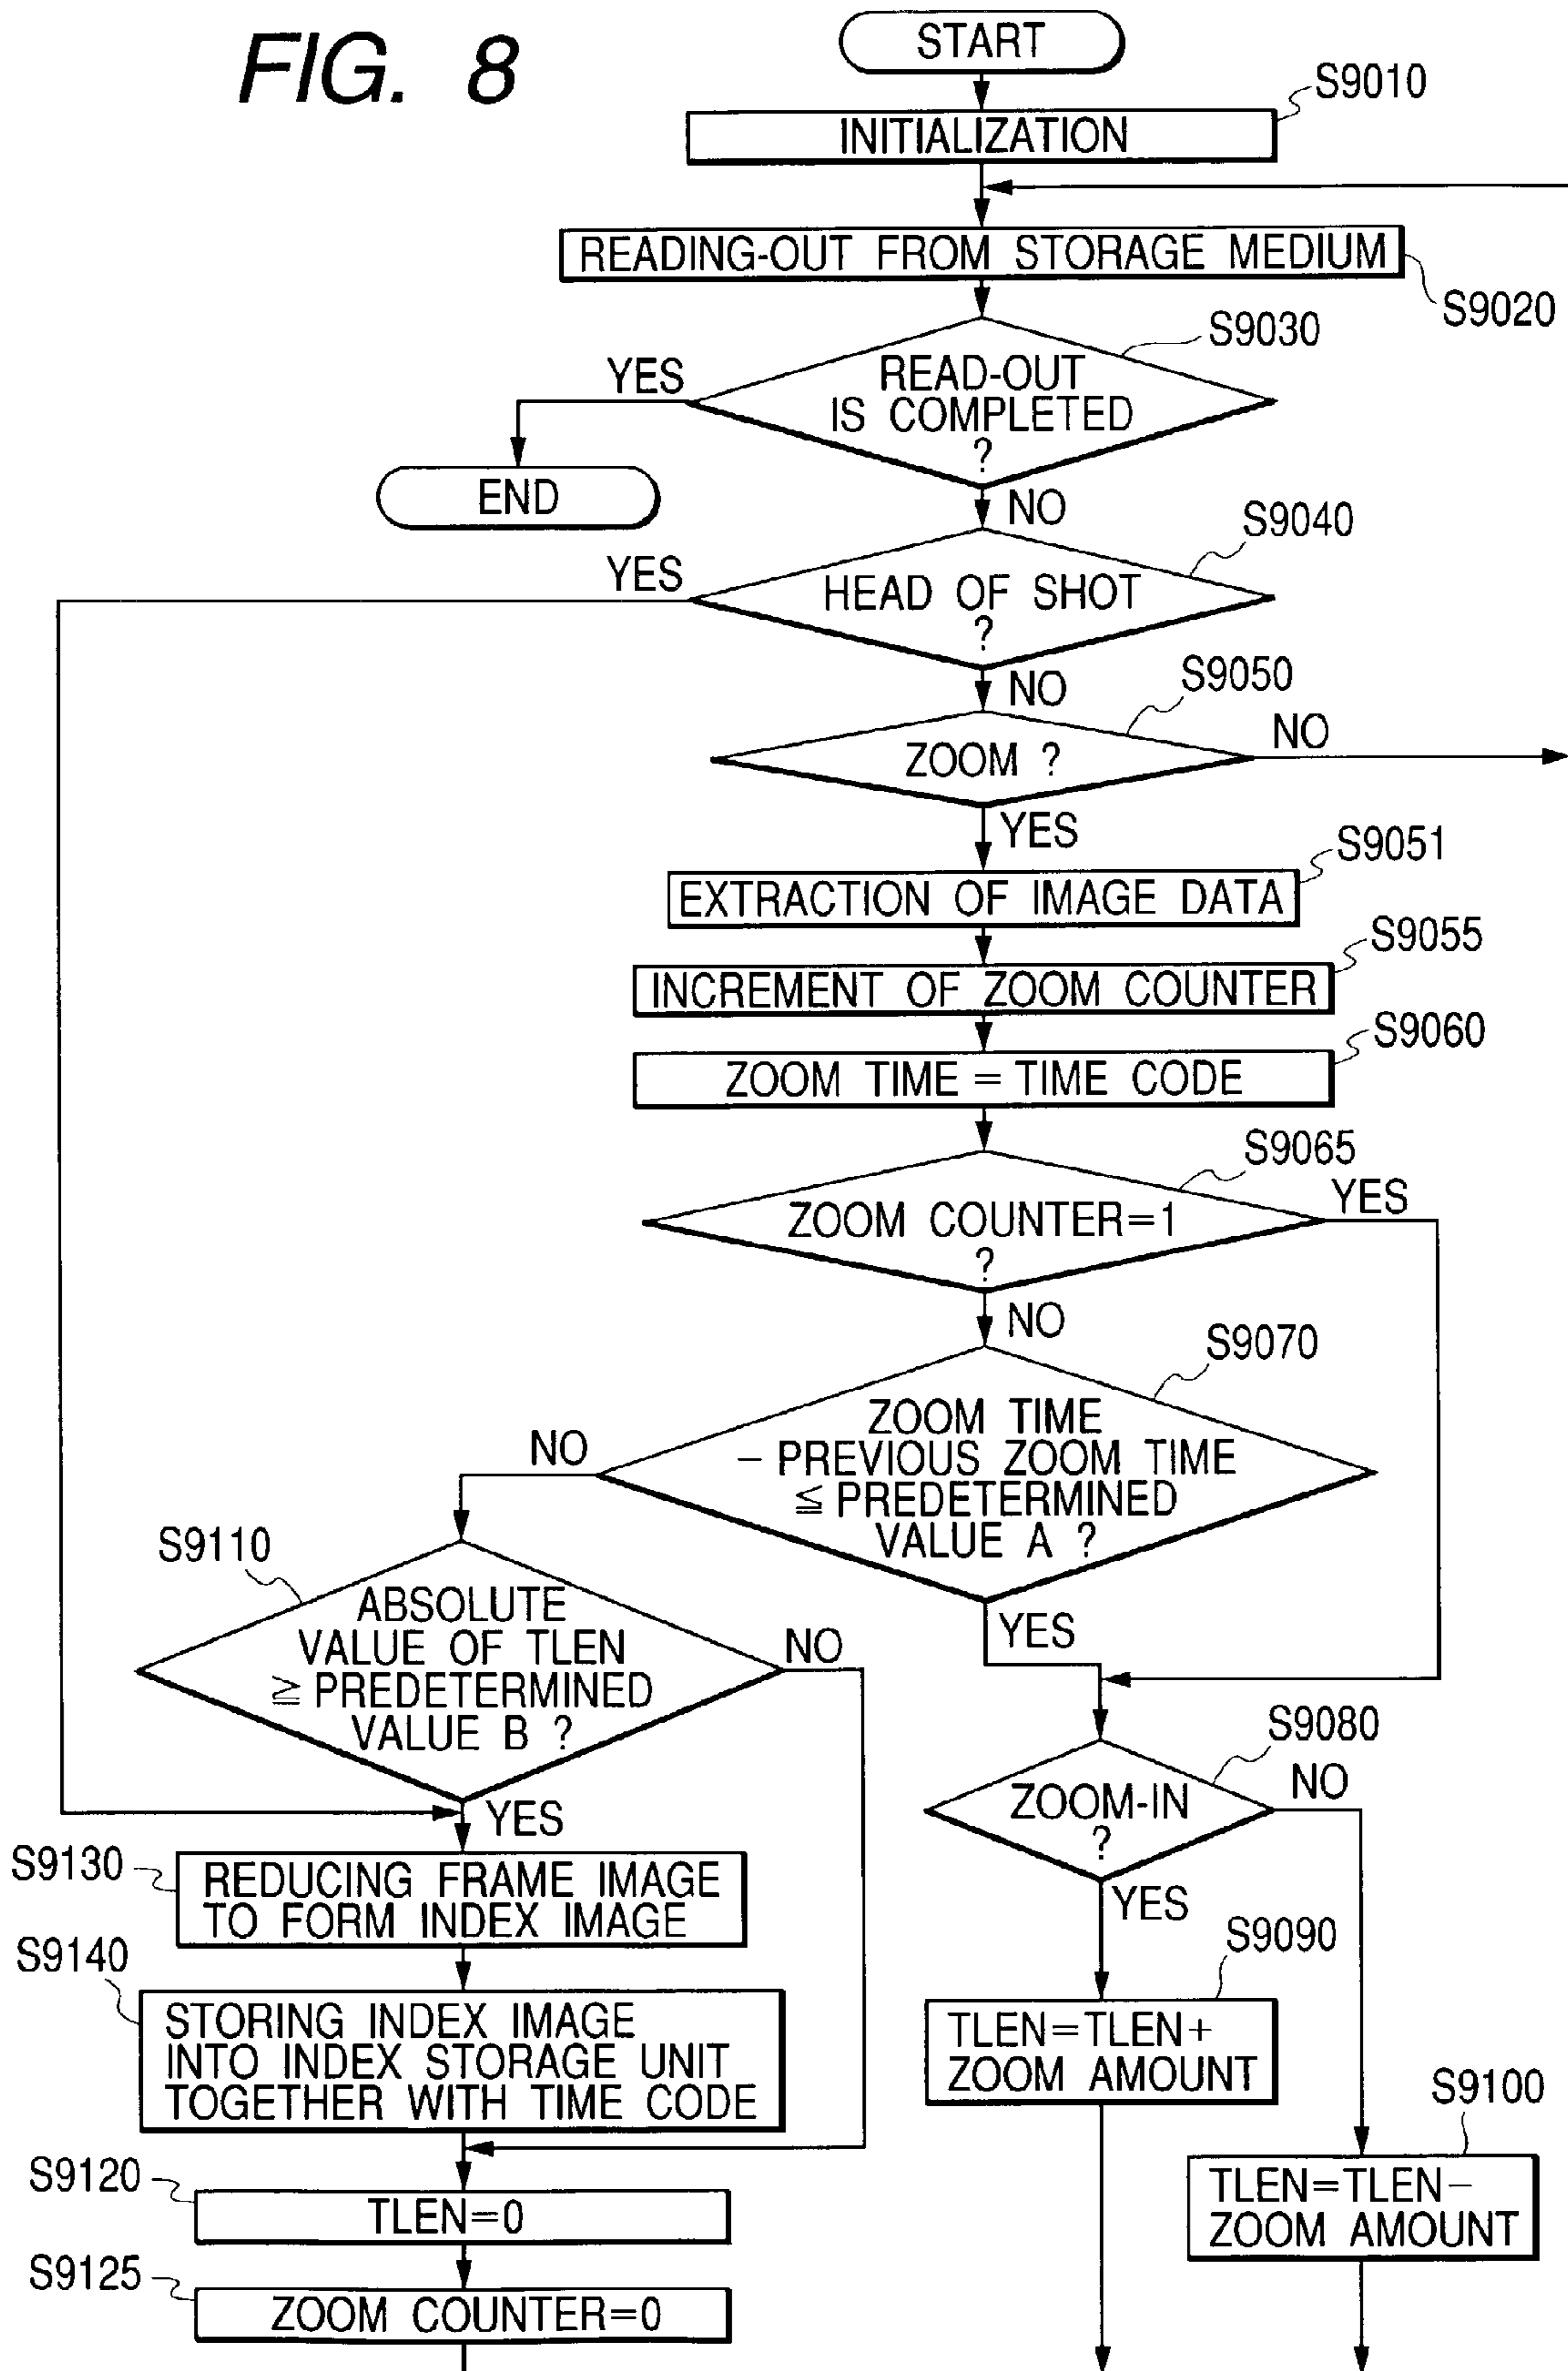 FIG. 8
START
S9010
INITIALIZATION
READING-OUT FROM STORAGE MEDIUM
S9020
S9030
READ-OUT
IS COMPLETED
?
YES
END
NO
S9040
YES
HEAD OF SHOT
?
NO
S9050
ZOOM ?
NO
YES
S9051
EXTRACTION OF IMAGE DATA
S9055
INCREMENT OF ZOOM COUNTER
S9060
ZOOM TIME = TIME CODE
S9065
ZOOM COUNTER=1
?
YES
NO
S9070
ZOOM TIME
– PREVIOUS ZOOM TIME
≦ PREDETERMINED
VALUE A ?
NO
YES
S9110
ABSOLUTE
VALUE OF TLEN
≧ PREDETERMINED
VALUE B ?
NO
YES
S9080
ZOOM-IN
?
NO
YES
S9130
REDUCING FRAME IMAGE
TO FORM INDEX IMAGE
S9090
TLEN=TLEN+
ZOOM AMOUNT
S9140
STORING INDEX IMAGE
INTO INDEX STORAGE UNIT
TOGETHER WITH TIME CODE
S9100
TLEN=TLEN–
ZOOM AMOUNT
S9120
TLEN=0
S9125
ZOOM COUNTER=0